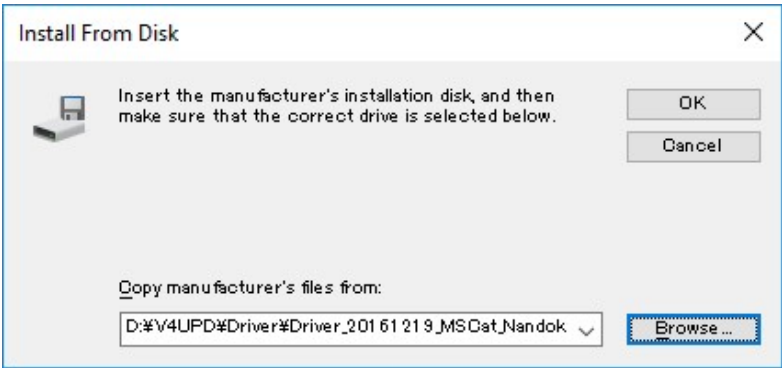 Install From Disk
Insert the manufacturer's installation disk, and then
make sure that the correct drive is selected below.
OK
Cancel
Copy manufacturer's files from:
D:¥V4UPD¥Driver¥Driver_20161219_MSCat_Nandok
Browse...